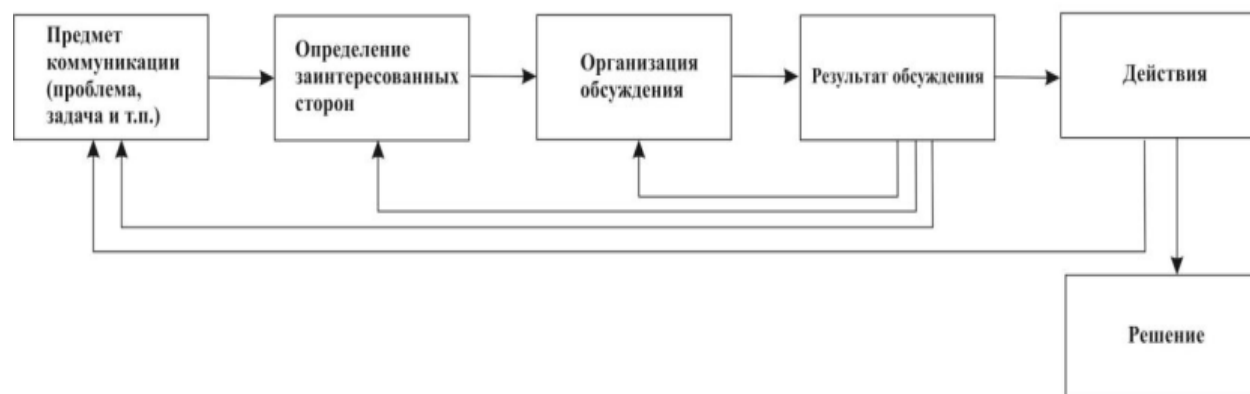 Предмет
коммуникации
(проблема,
задача и т.п.)
Определение
заинтересованных
сторон
Организация
обсуждения
Результат обсуждения
Действия
Решение